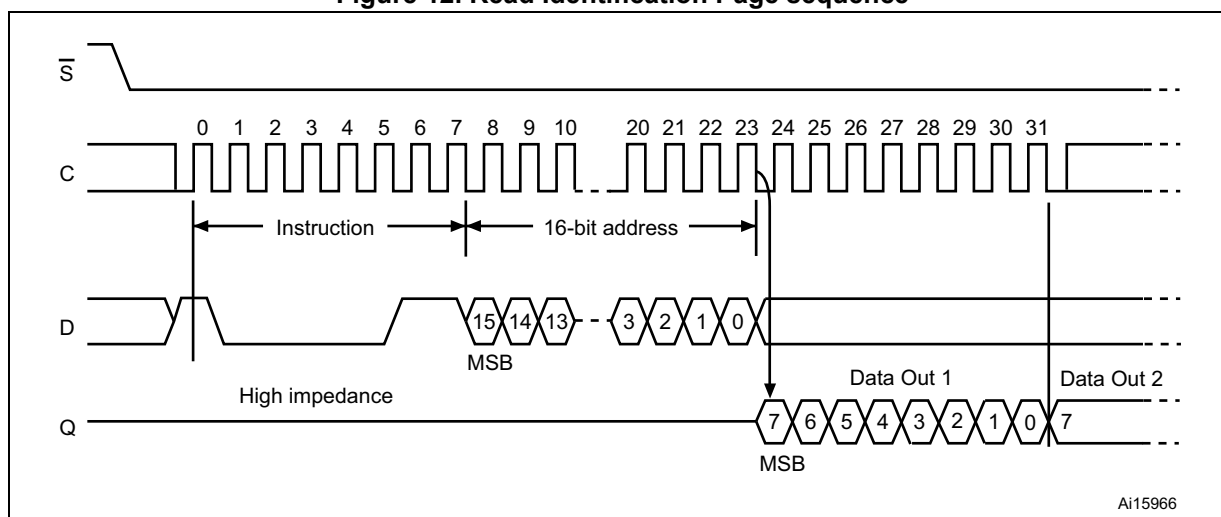 Figure 12. Read Identification Page sequence
S
0 1 2 3 4 5 6 7 8 9 10 20 21 22 23 24 25 26 27 28 29 30 31
C
Instruction 16-bit address
D 15 14 13 3 2 1 0
MSB
High impedance Data Out 1 Data Out 2
Q 7 6 5 4 3 2 1 0 7
MSB
Ai15966